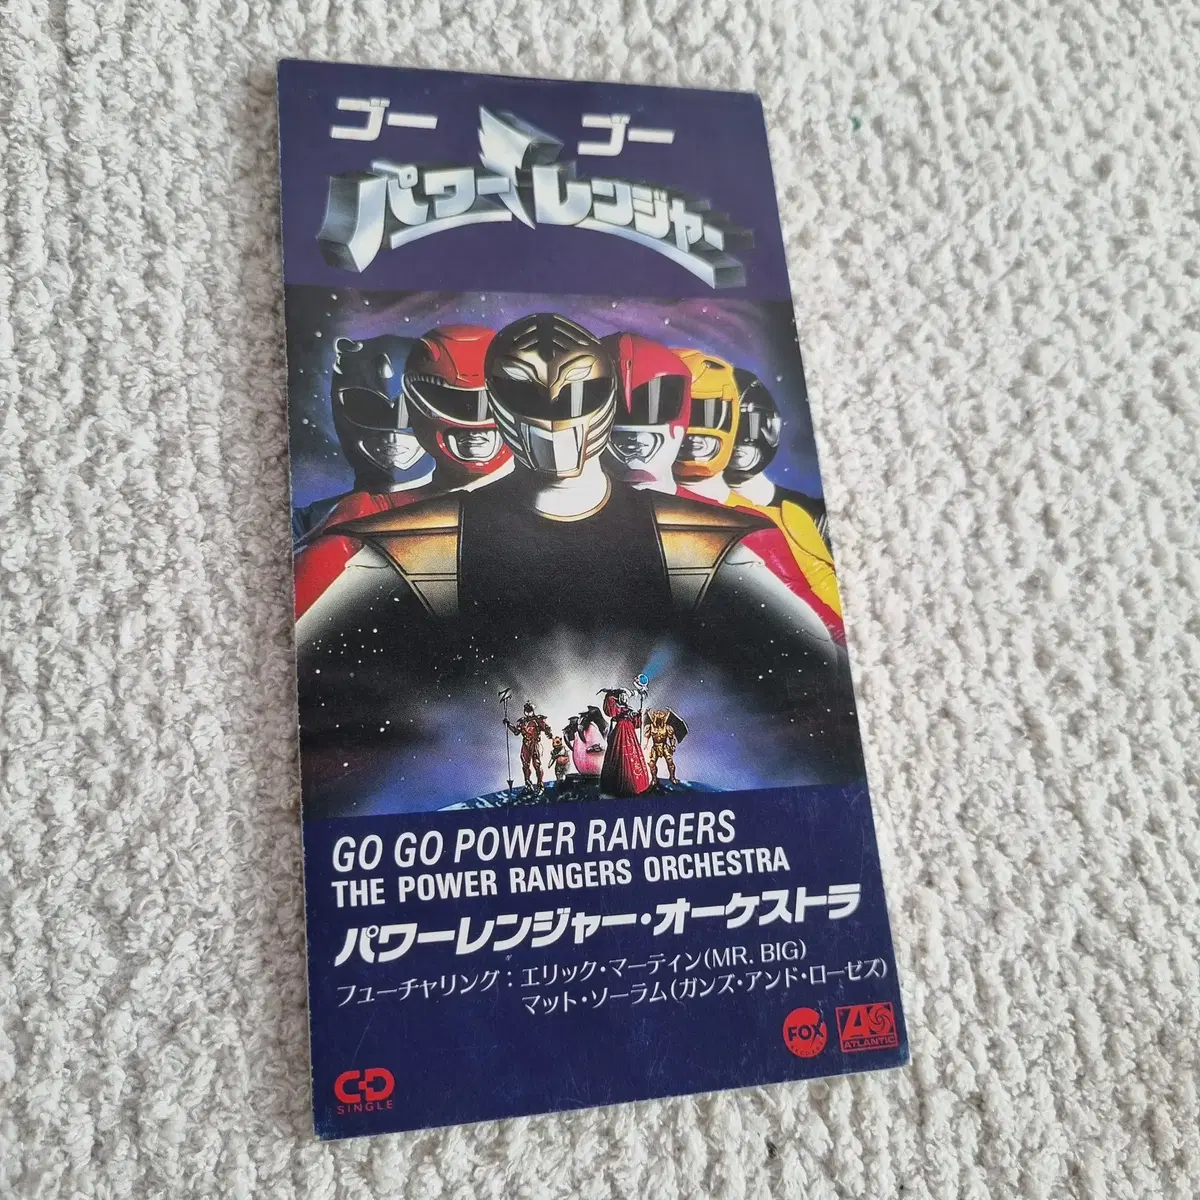 ゴー ゴー
パワーレンジャー
GO GO POWER RANGERS
THE POWER RANGERS ORCHESTRA
パワーレンジャー・オーケストラ
フューチャリング：エリック・マーティン(MR. BIG)
マット・ソーラム(ガンズ・アンド・ローゼズ)
FOX
RECORDS
ATLANTIC
CD
SINGLE